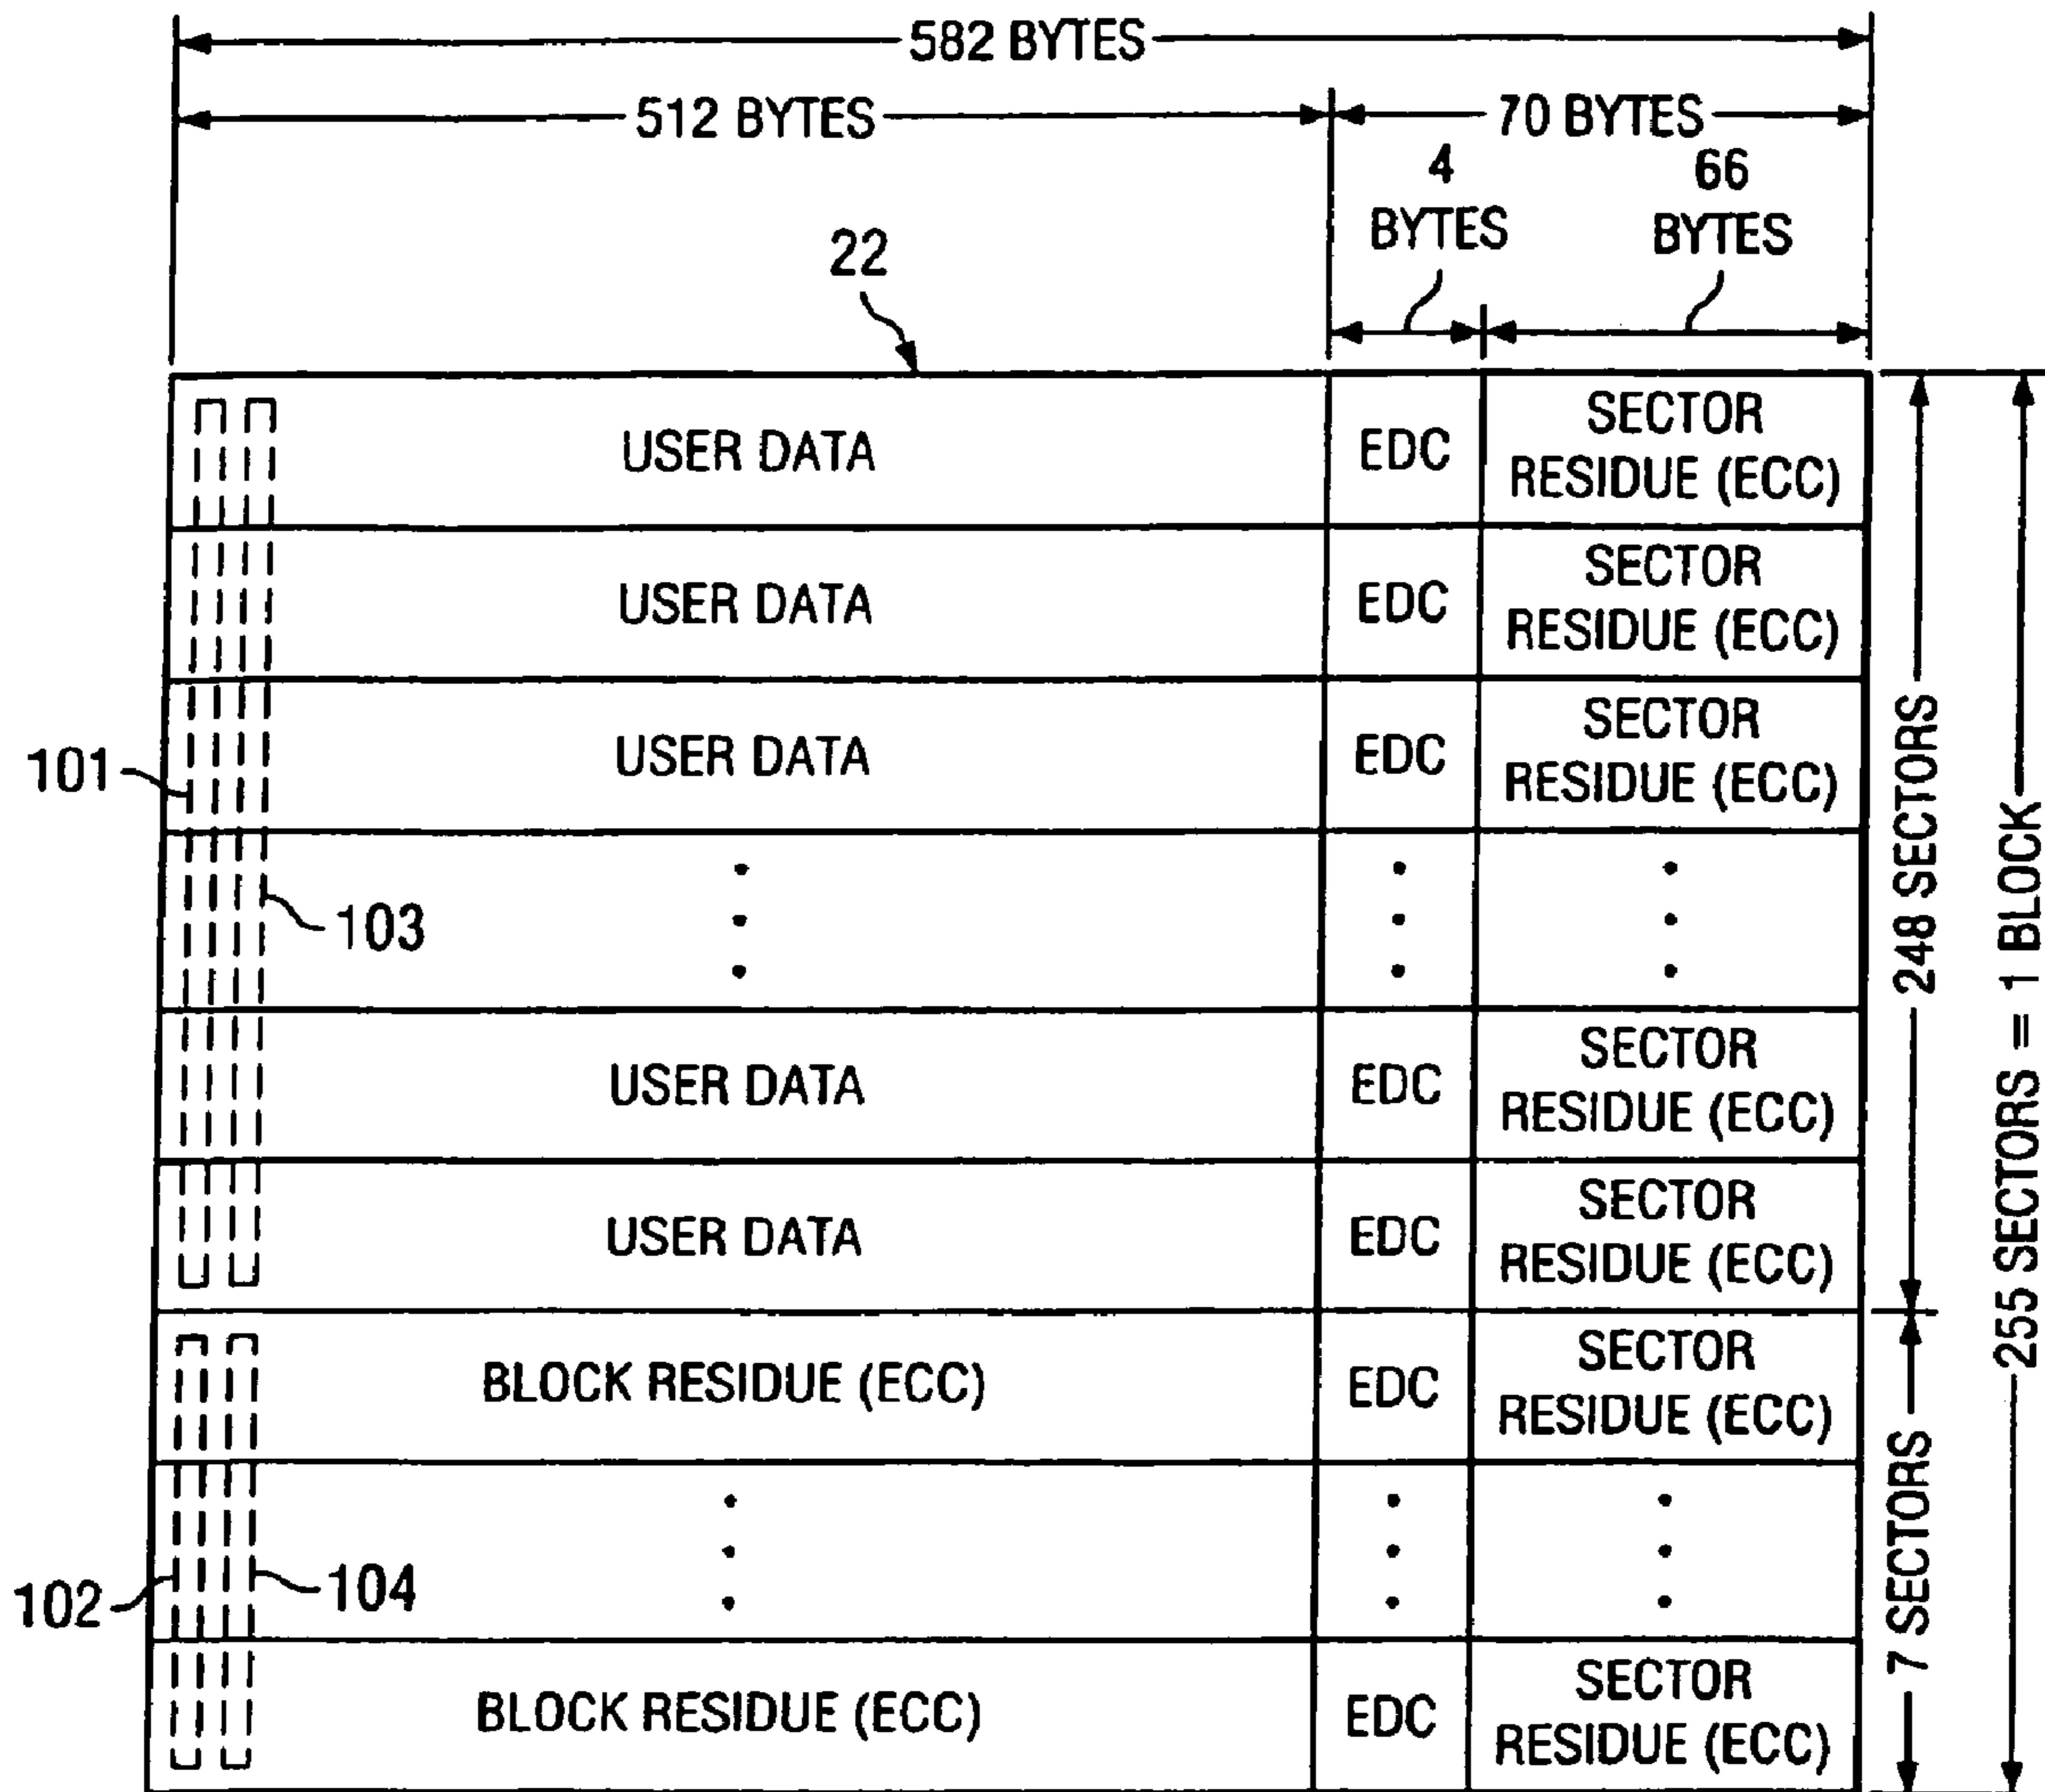 582 BYTES
512 BYTES
70 BYTES
4
BYTES
66
BYTES
22
USER DATA
EDC
SECTOR
RESIDUE (ECC)
USER DATA
EDC
SECTOR
RESIDUE (ECC)
USER DATA
EDC
SECTOR
RESIDUE (ECC)
101
103
USER DATA
EDC
SECTOR
RESIDUE (ECC)
USER DATA
EDC
SECTOR
RESIDUE (ECC)
248 SECTORS
BLOCK RESIDUE (ECC)
EDC
SECTOR
RESIDUE (ECC)
102
104
BLOCK RESIDUE (ECC)
EDC
SECTOR
RESIDUE (ECC)
7 SECTORS
255 SECTORS = 1 BLOCK